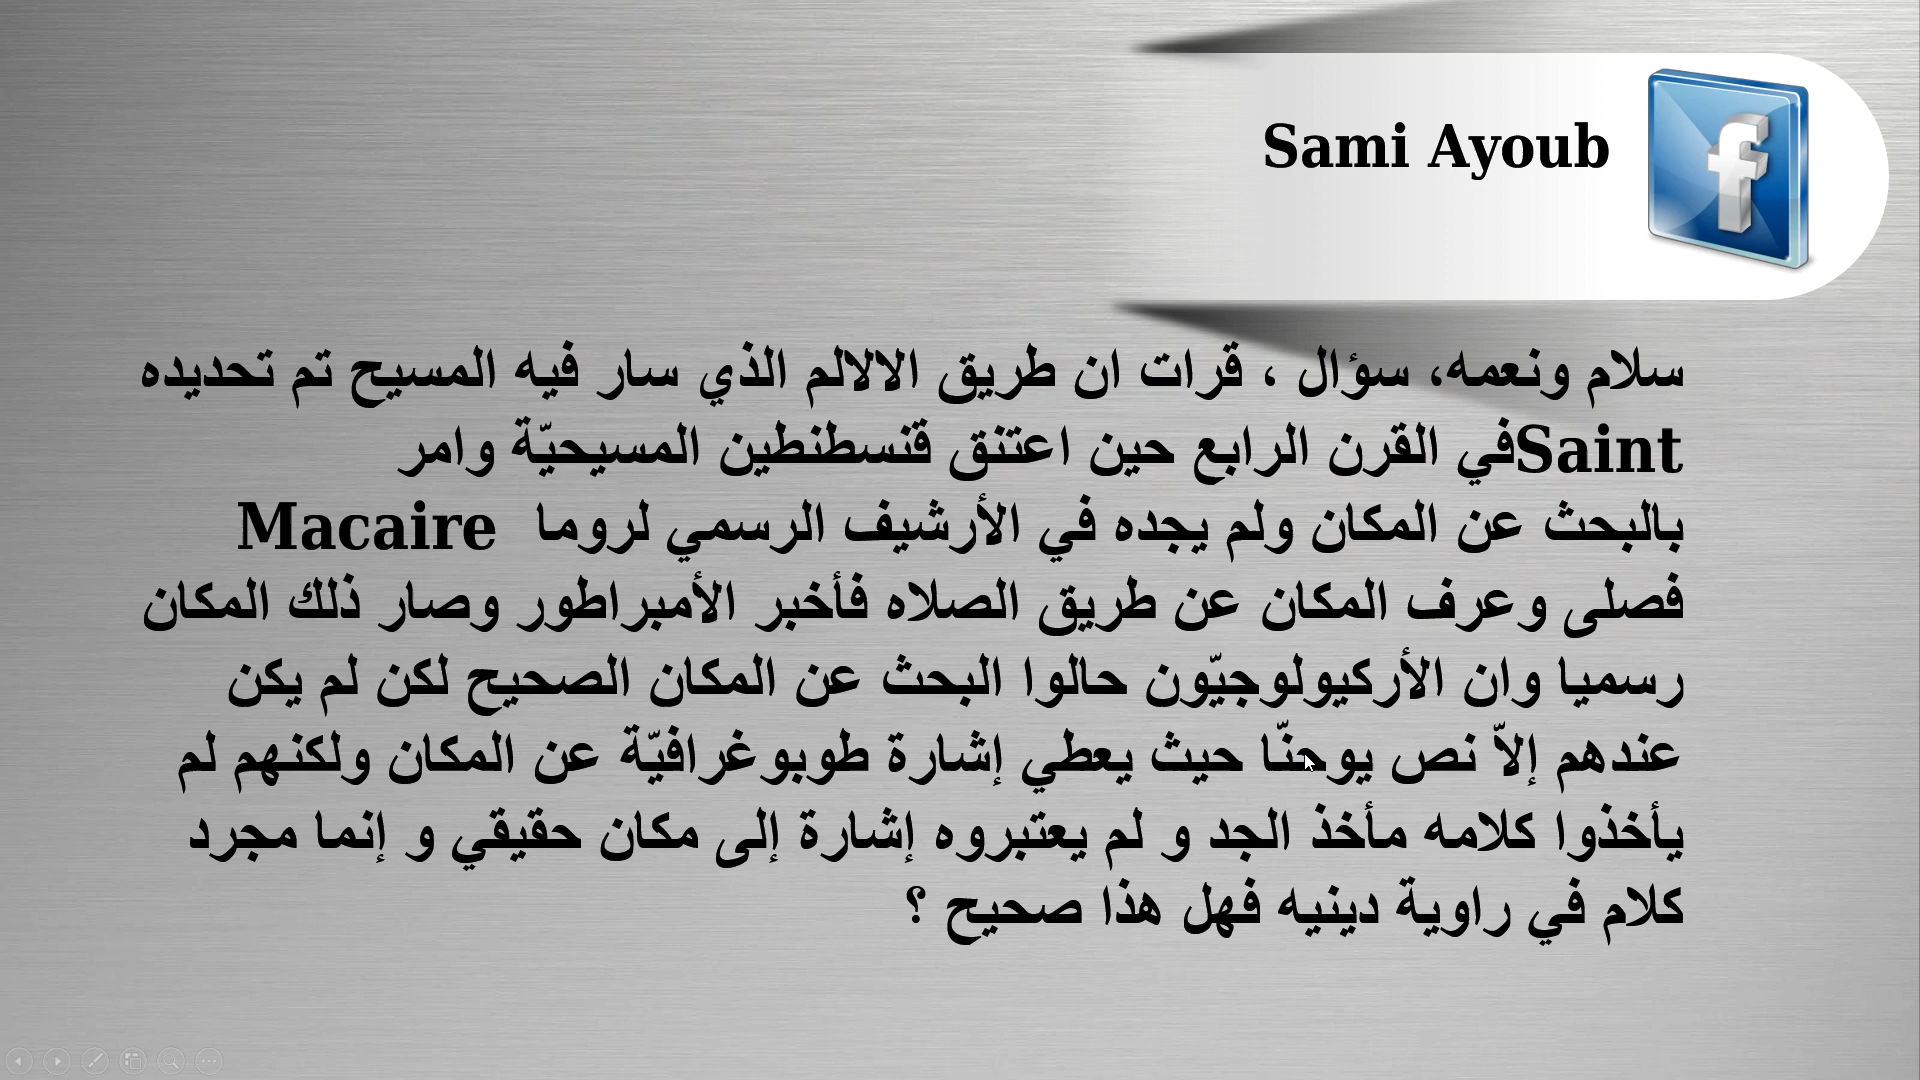 Sami Ayoub
سلام ونعمه، سؤال ، قرات ان طريق الالالم الذي سار فيه المسيح تم تحديده
Saintفي القرن الرابع حين اعتنق قنسطنطين المسيحيّة وامر
بالبحث عن المكان ولم يجده في الأرشيف الرسمي لروما Macaire
فصلى وعرف المكان عن طريق الصلاه فأخبر الأمبراطور وصار ذلك المكان
رسميا وان الأركيولوجيّون حالوا البحث عن المكان الصحيح لكن لم يكن
عندهم إلاّ نص يوحنّا حيث يعطي إشارة طوبوغرافيّة عن المكان ولكنهم لم
يأخذوا كلامه مأخذ الجد و لم يعتبروه إشارة إلى مكان حقيقي و إنما مجرد
كلام في راوية دينيه فهل هذا صحيح ؟